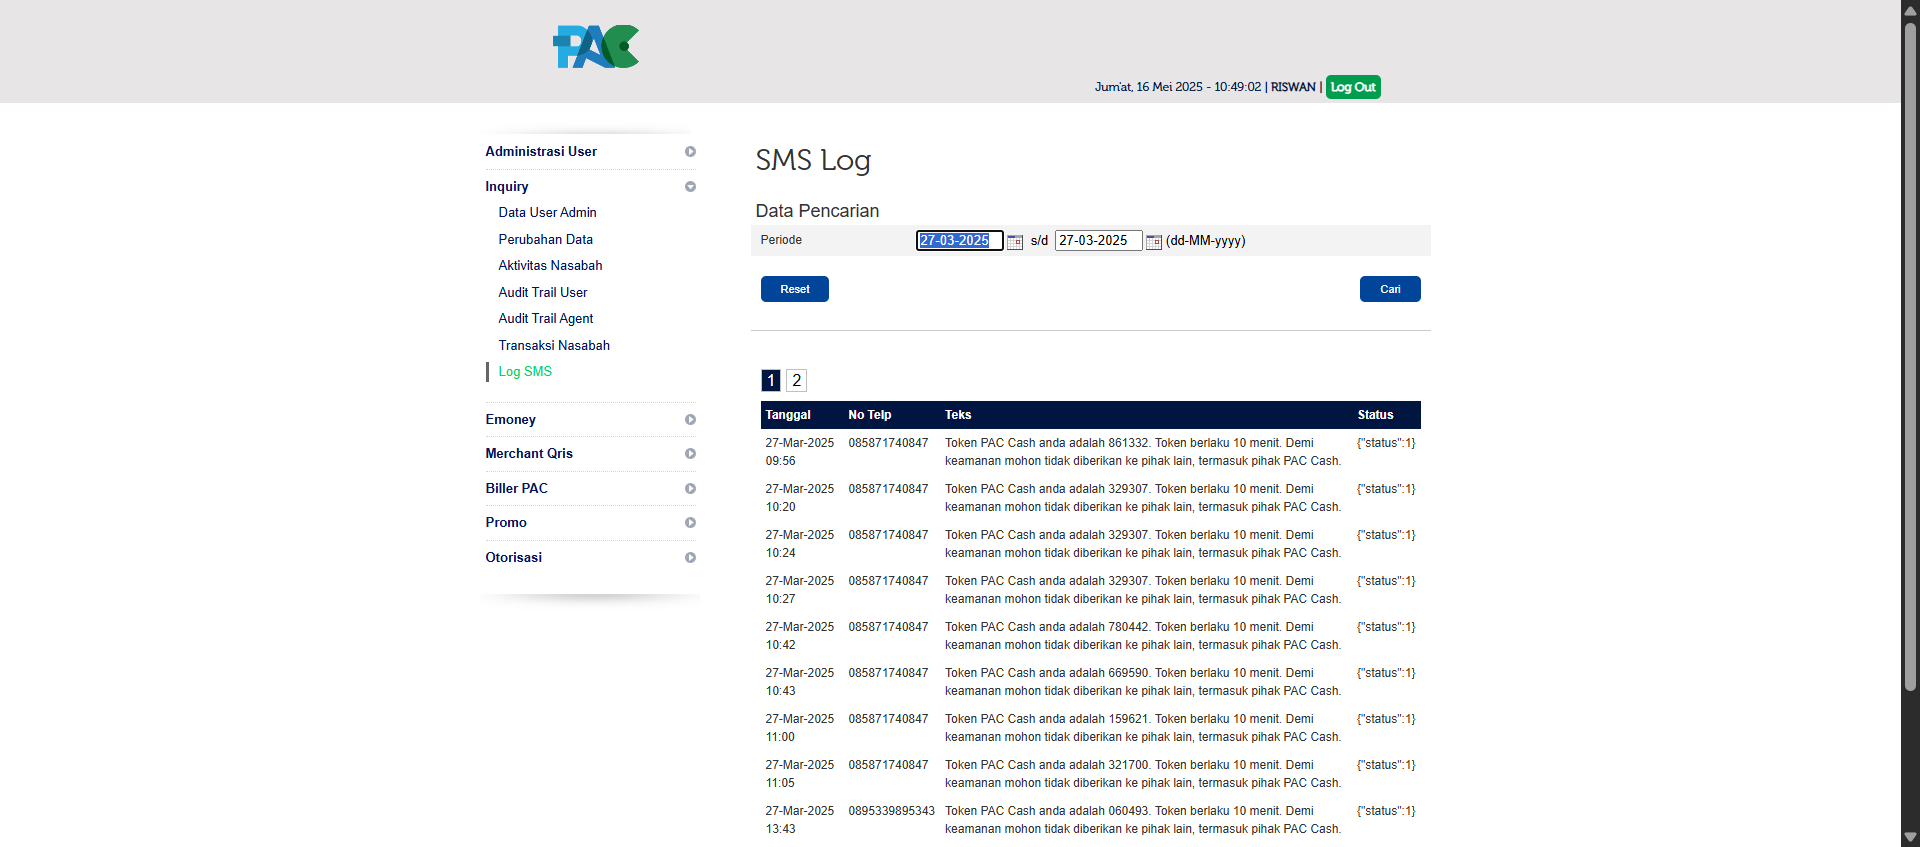 PAC
Jum'at, 16 Mei 2025 - 10:49:02 | RISWAN | Log Out
Administrasi User
Inquiry
Data User Admin
Perubahan Data
Aktivitas Nasabah
Audit Trail User
Audit Trail Agent
Transaksi Nasabah
Log SMS
Emoney
Merchant Qris
Biller PAC
Promo
Otorisasi
SMS Log
Data Pencarian
Periode 27-03-2025 s/d 27-03-2025 (dd-MM-yyyy)
Reset Cari
1 2
Tanggal No Telp Teks Status
27-Mar-2025 085871740847 Token PAC Cash anda adalah 861332. Token berlaku 10 menit. Demi {"status":1}
09:56 keamanan mohon tidak diberikan ke pihak lain, termasuk pihak PAC Cash.
27-Mar-2025 085871740847 Token PAC Cash anda adalah 329307. Token berlaku 10 menit. Demi {"status":1}
10:20 keamanan mohon tidak diberikan ke pihak lain, termasuk pihak PAC Cash.
27-Mar-2025 085871740847 Token PAC Cash anda adalah 329307. Token berlaku 10 menit. Demi {"status":1}
10:24 keamanan mohon tidak diberikan ke pihak lain, termasuk pihak PAC Cash.
27-Mar-2025 085871740847 Token PAC Cash anda adalah 329307. Token berlaku 10 menit. Demi {"status":1}
10:27 keamanan mohon tidak diberikan ke pihak lain, termasuk pihak PAC Cash.
27-Mar-2025 085871740847 Token PAC Cash anda adalah 780442. Token berlaku 10 menit. Demi {"status":1}
10:42 keamanan mohon tidak diberikan ke pihak lain, termasuk pihak PAC Cash.
27-Mar-2025 085871740847 Token PAC Cash anda adalah 669590. Token berlaku 10 menit. Demi {"status":1}
10:43 keamanan mohon tidak diberikan ke pihak lain, termasuk pihak PAC Cash.
27-Mar-2025 085871740847 Token PAC Cash anda adalah 159621. Token berlaku 10 menit. Demi {"status":1}
11:00 keamanan mohon tidak diberikan ke pihak lain, termasuk pihak PAC Cash.
27-Mar-2025 085871740847 Token PAC Cash anda adalah 321700. Token berlaku 10 menit. Demi {"status":1}
11:05 keamanan mohon tidak diberikan ke pihak lain, termasuk pihak PAC Cash.
27-Mar-2025 0895339895343 Token PAC Cash anda adalah 060493. Token berlaku 10 menit. Demi {"status":1}
13:43 keamanan mohon tidak diberikan ke pihak lain, termasuk pihak PAC Cash.